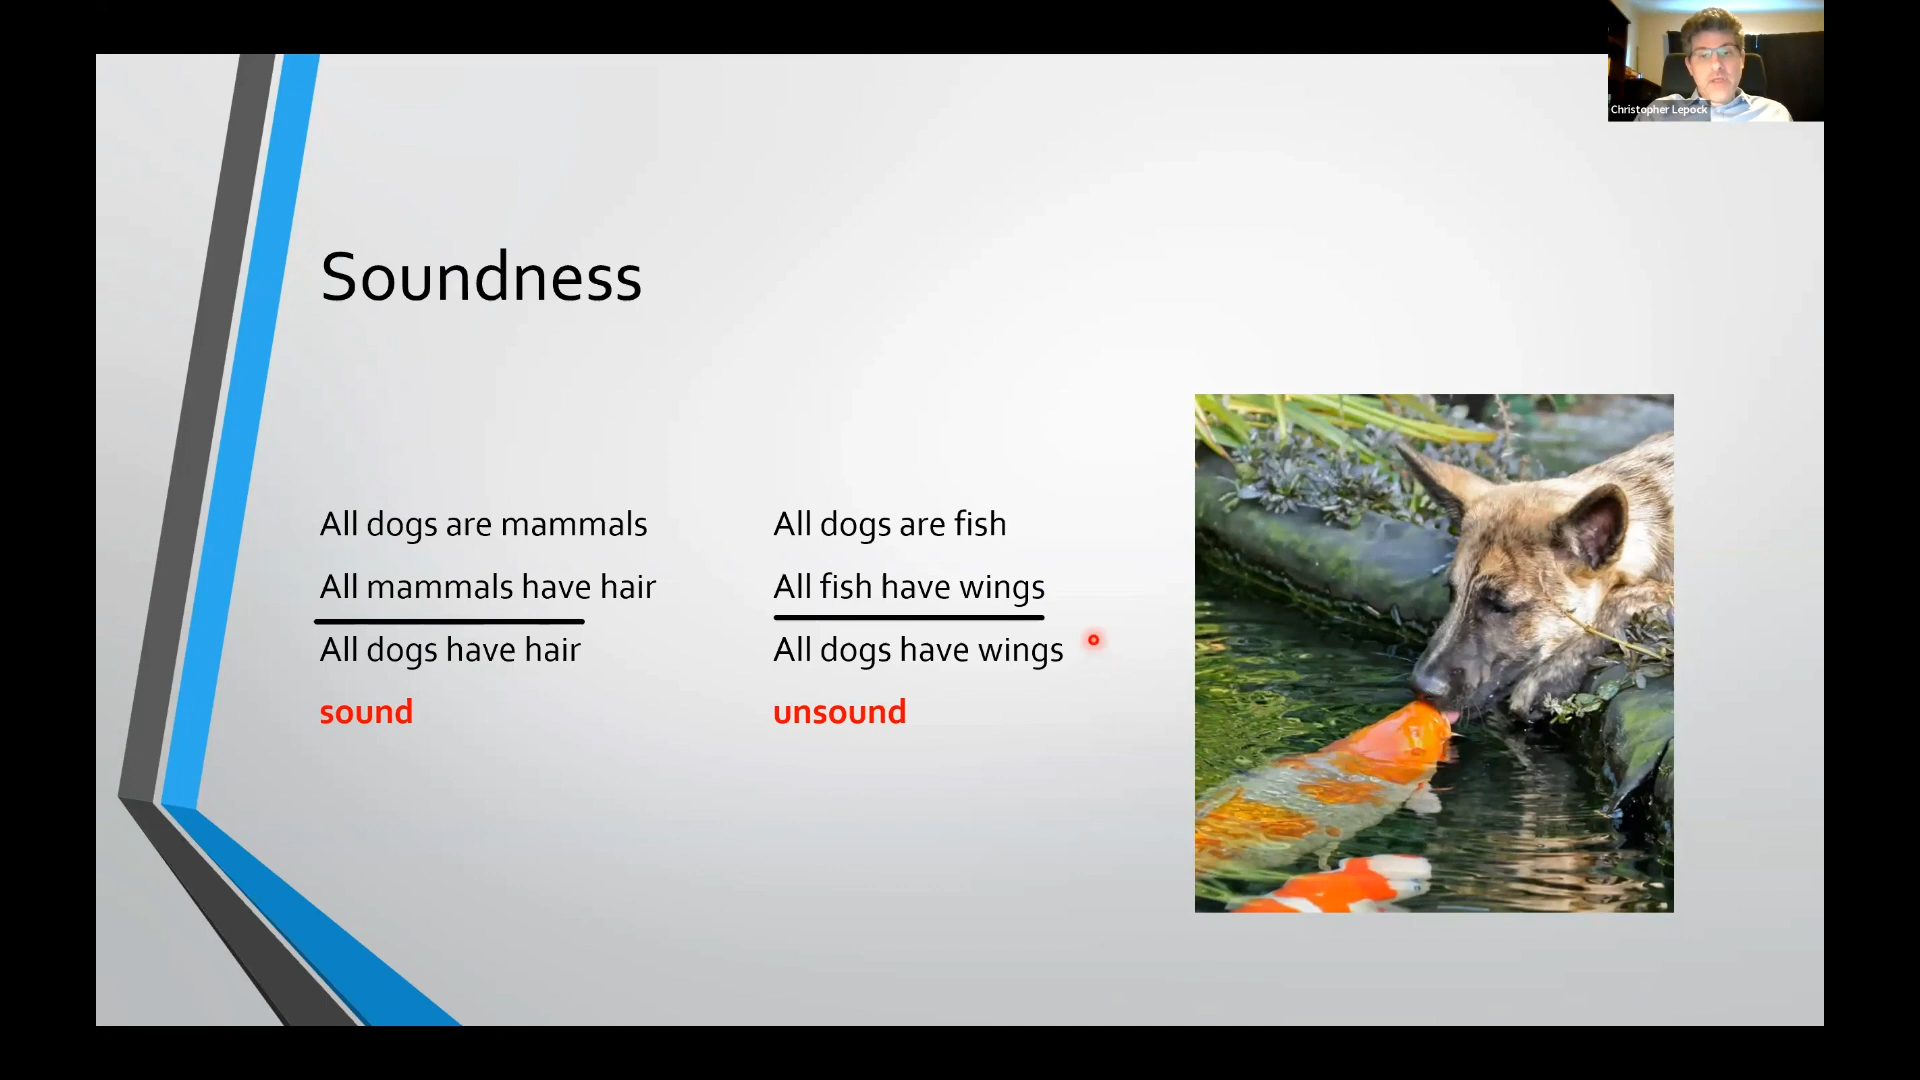 Christopher Lepock
Soundness
All dogs are mammals
All mammals have hair
All dogs have hair
sound
All dogs are fish
All fish have wings
All dogs have wings
unsound